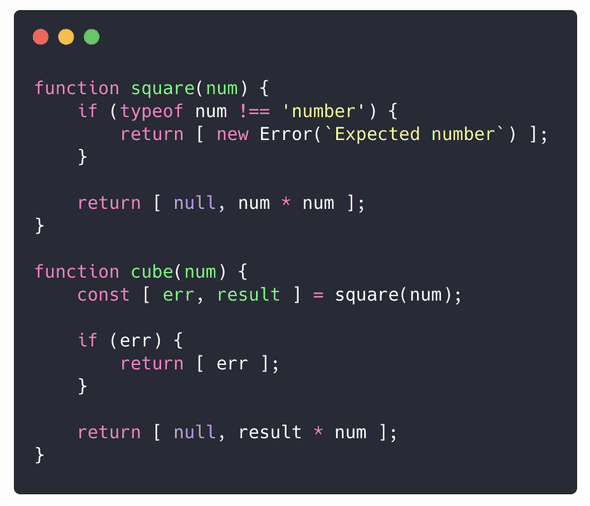 function square(num) {
    if (typeof num !== 'number') {
        return [ new Error(`Expected number`) ];
    }

    return [ null, num * num ];
}

function cube(num) {
    const [ err, result ] = square(num);

    if (err) {
        return [ err ];
    }

    return [ null, result * num ];
}